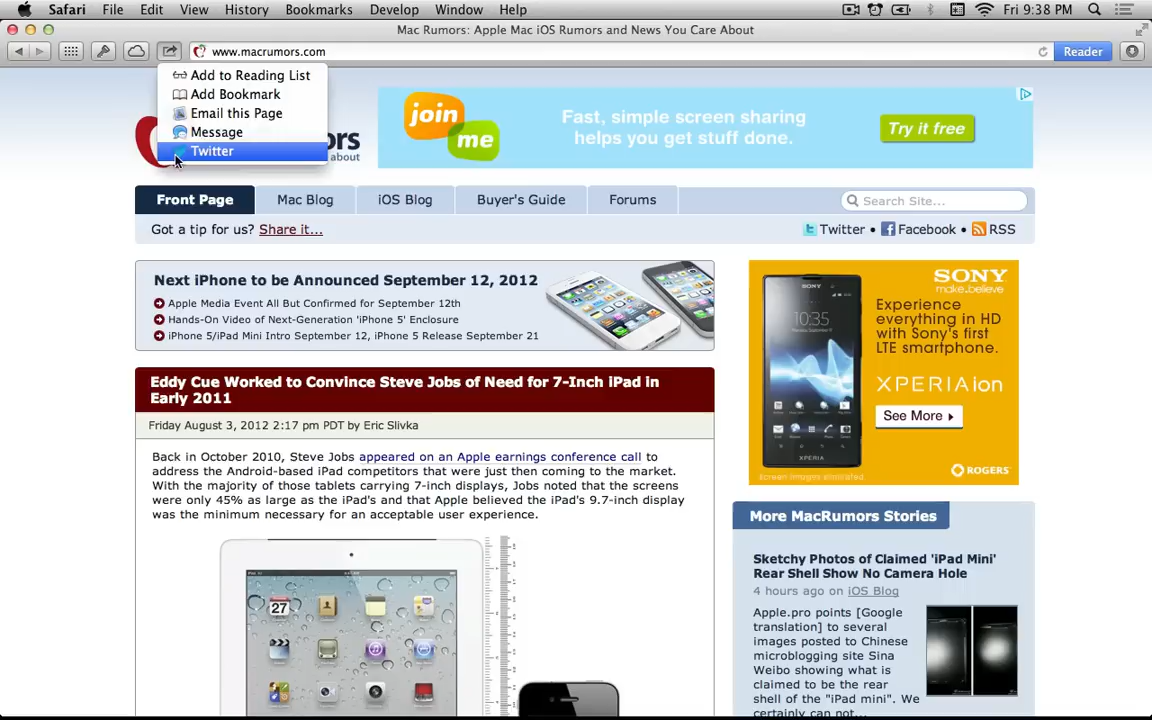 Safari File Edit View History Bookmarks Develop Window Help Fri 9:38 PM
Mac Rumors: Apple Mac iOS Rumors and News You Care About
www.macrumors.com Reader
Add to Reading List
Add Bookmark
Email this Page
Message
Twitter
about
join
me
Fast, simple screen sharing
helps you get stuff done.
Try it free
Front Page Mac Blog iOS Blog Buyer's Guide Forums
Search Site...
Got a tip for us? Share it...
Twitter • Facebook • RSS
Next iPhone to be Announced September 12, 2012
Apple Media Event All But Confirmed for September 12th
Hands-On Video of Next-Generation 'iPhone 5' Enclosure
iPhone 5/iPad Mini Intro September 12, iPhone 5 Release September 21
SONY
make.believe
Experience
everything in HD
with Sony's first
LTE smartphone.
XPERIA ion
See More
SONY
10:35
XPERIA
Screen images simulated.
ROGERS
Eddy Cue Worked to Convince Steve Jobs of Need for 7-Inch iPad in
Early 2011
Friday August 3, 2012 2:17 pm PDT by Eric Slivka
Back in October 2010, Steve Jobs appeared on an Apple earnings conference call to
address the Android-based iPad competitors that were just then coming to the market.
With the majority of those tablets carrying 7-inch displays, Jobs noted that the screens
were only 45% as large as the iPad's and that Apple believed the iPad's 9.7-inch display
was the minimum necessary for an acceptable user experience.
27
More MacRumors Stories
Sketchy Photos of Claimed 'iPad Mini'
Rear Shell Show No Camera Hole
4 hours ago on iOS Blog
Apple.pro points [Google
translation] to several
images posted to Chinese
microblogging site Sina
Weibo showing what is
claimed to be the rear
shell of the "iPad mini". We
certainly can not...